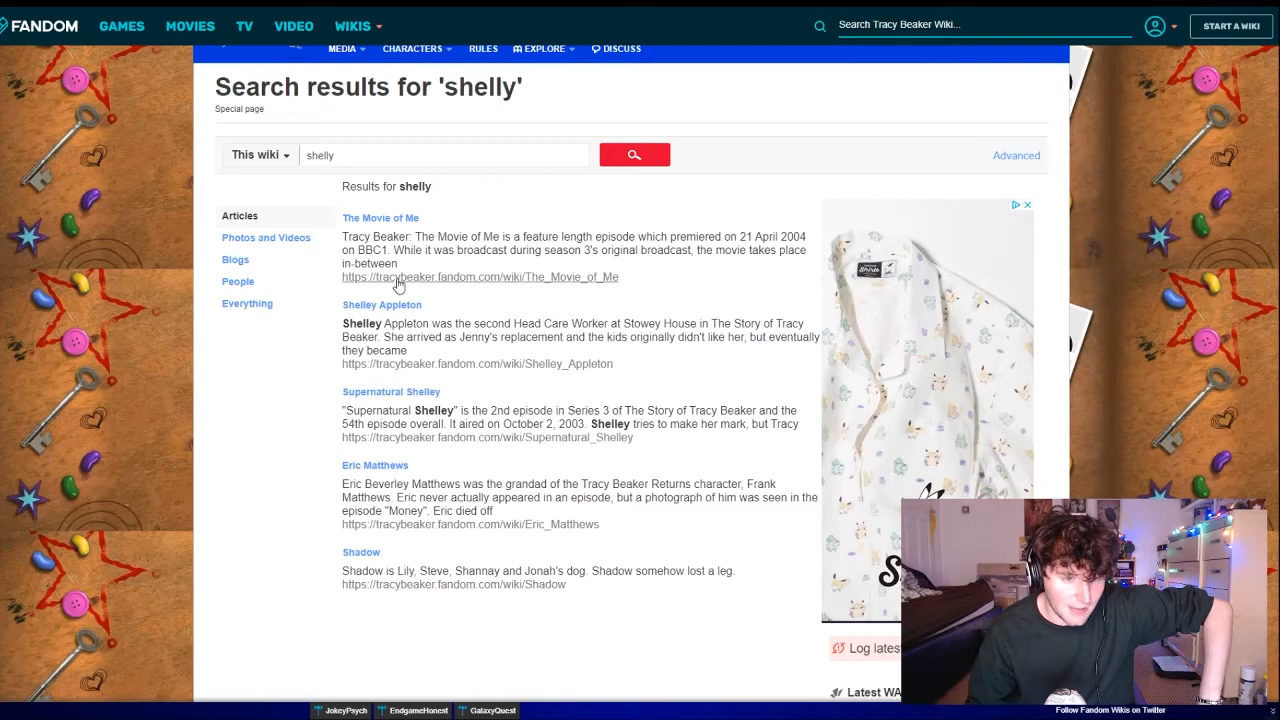 FANDOM GAMES MOVIES TV VIDEO WIKIS Search Tracy Beaker Wiki... START A WIKI
MEDIA CHARACTERS RULES EXPLORE DISCUSS
Search results for 'shelly'
Special page
This wiki shelly Advanced
Results for shelly
Articles
Photos and Videos
Blogs
People
Everything
The Movie of Me
Tracy Beaker: The Movie of Me is a feature length episode which premiered on 21 April 2004
on BBC1. While it was broadcast during season 3's original broadcast, the movie takes place
in-between
https://tracybeaker.fandom.com/wiki/The_Movie_of_Me
Shelley Appleton
Shelley Appleton was the second Head Care Worker at Stowey House in The Story of Tracy
Beaker. She arrived as Jenny's replacement and the kids originally didn't like her, but eventually
they became
https://tracybeaker.fandom.com/wiki/Shelley_Appleton
Supernatural Shelley
"Supernatural Shelley" is the 2nd episode in Series 3 of The Story of Tracy Beaker and the
54th episode overall. It aired on October 2, 2003. Shelley tries to make her mark, but Tracy
https://tracybeaker.fandom.com/wiki/Supernatural_Shelley
Eric Matthews
Eric Beverley Matthews was the grandad of the Tracy Beaker Returns character, Frank
Matthews. Eric never actually appeared in an episode, but a photograph of him was seen in the
episode "Money". Eric died off
https://tracybeaker.fandom.com/wiki/Eric_Matthews
Shadow
Shadow is Lily, Steve, Shannay and Jonah's dog. Shadow somehow lost a leg.
https://tracybeaker.fandom.com/wiki/Shadow
Shirts
S
Log lates
Latest WA
JokeyPsych EndgameHonest GalaxyQuest Follow Fandom Wikis on Twitter